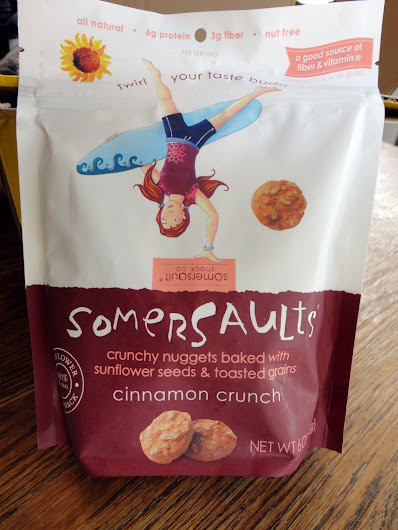 all natural • 6g protein • 3g fiber • nut free
PER SERVING
a good source of
fiber & vitamin e
twirl your taste buds
somersault®
snack co.
SOMERSAULTS
crunchy nuggets baked with
sunflower seeds & toasted grains
cinnamon crunch
NET WT 6